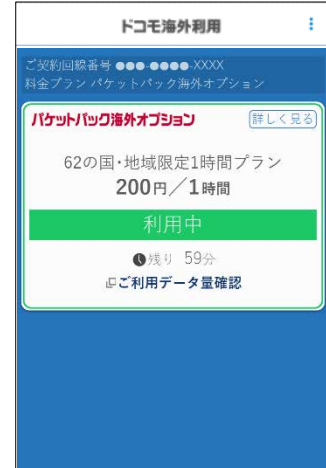 ドコモ海外利用
ご契約回線番号 ●●●-●●●●-XXXX
料金プラン パケットパック海外オプション
パケットパック海外オプション
詳しく見る
62の国・地域限定1時間プラン
200円/1時間
利用中
残り 59分
ご利用データ量確認